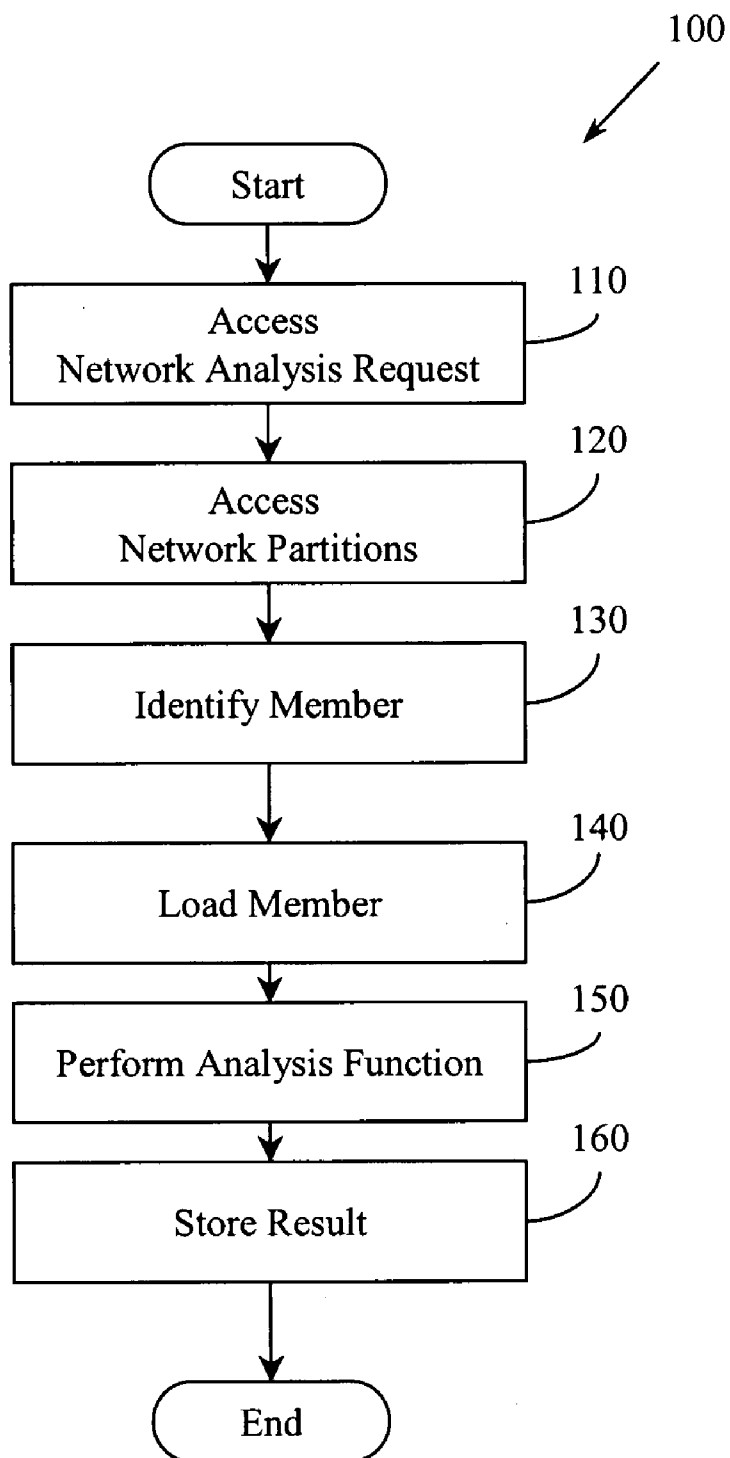 100
Start
110
Access
Network Analysis Request
120
Access
Network Partitions
130
Identify Member
140
Load Member
150
Perform Analysis Function
160
Store Result
End